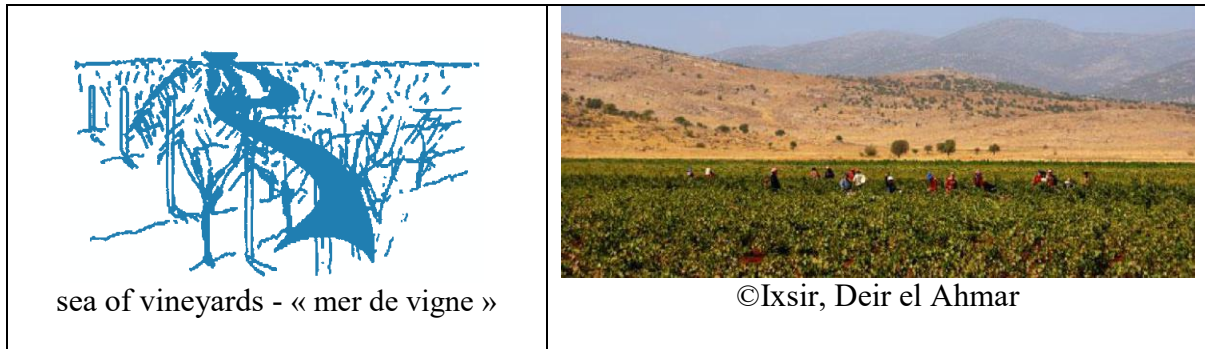 sea of vineyards - « mer de vigne »
©Ixsir, Deir el Ahmar